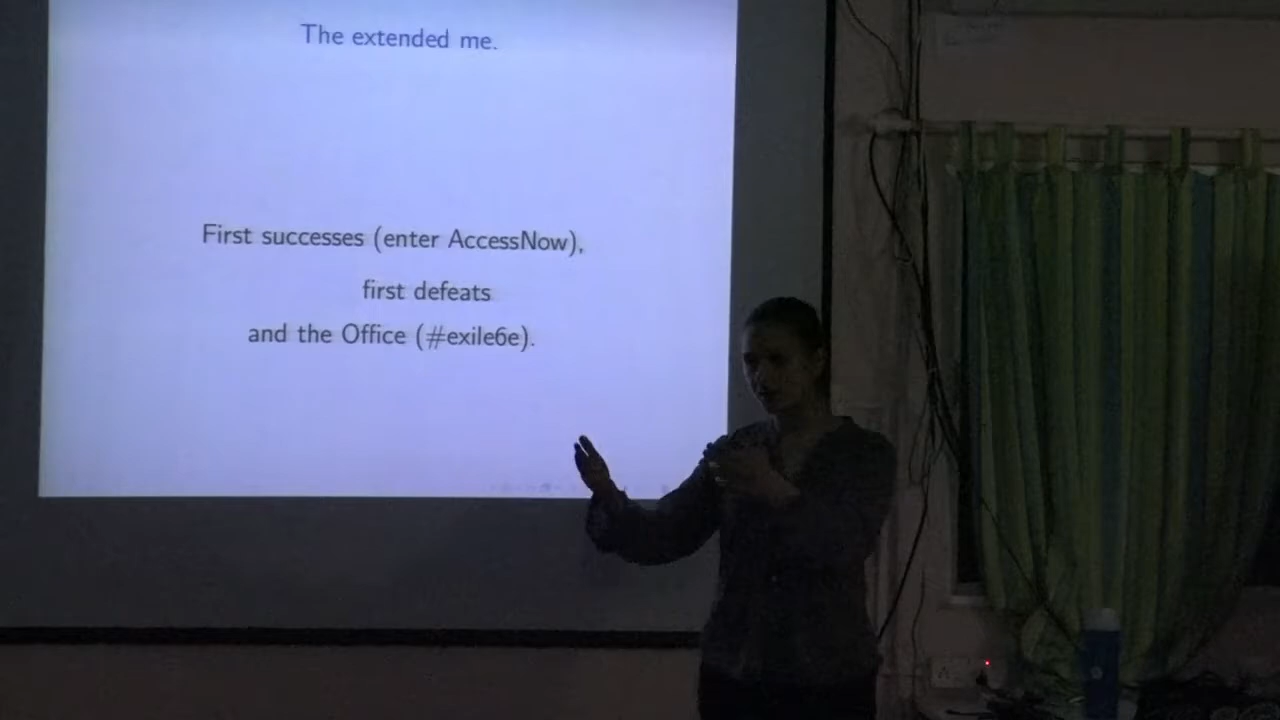 The extended me.
First successes (enter AccessNow),
first defeats
and the Office (#exile6e).